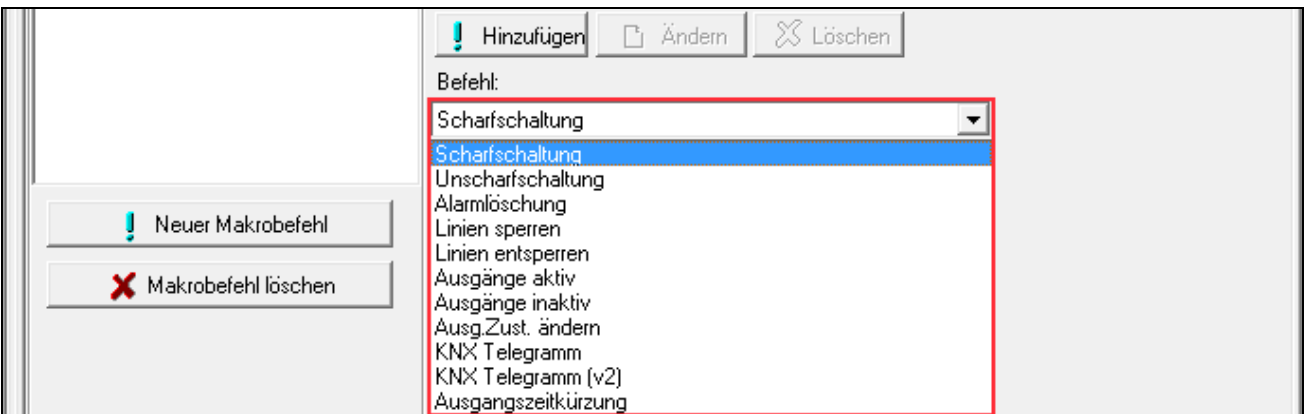 Hinzufügen Ändern Löschen
Befehl:
Scharfschaltung
Scharfschaltung
Unscharfschaltung
Alarmlöschung
Linien sperren
Linien entsperren
Ausgänge aktiv
Ausgänge inaktiv
Ausg.Zust. ändern
KNX Telegramm
KNX Telegramm (v2)
Ausgangszeitkürzung
Neuer Makrobefehl
Makrobefehl löschen